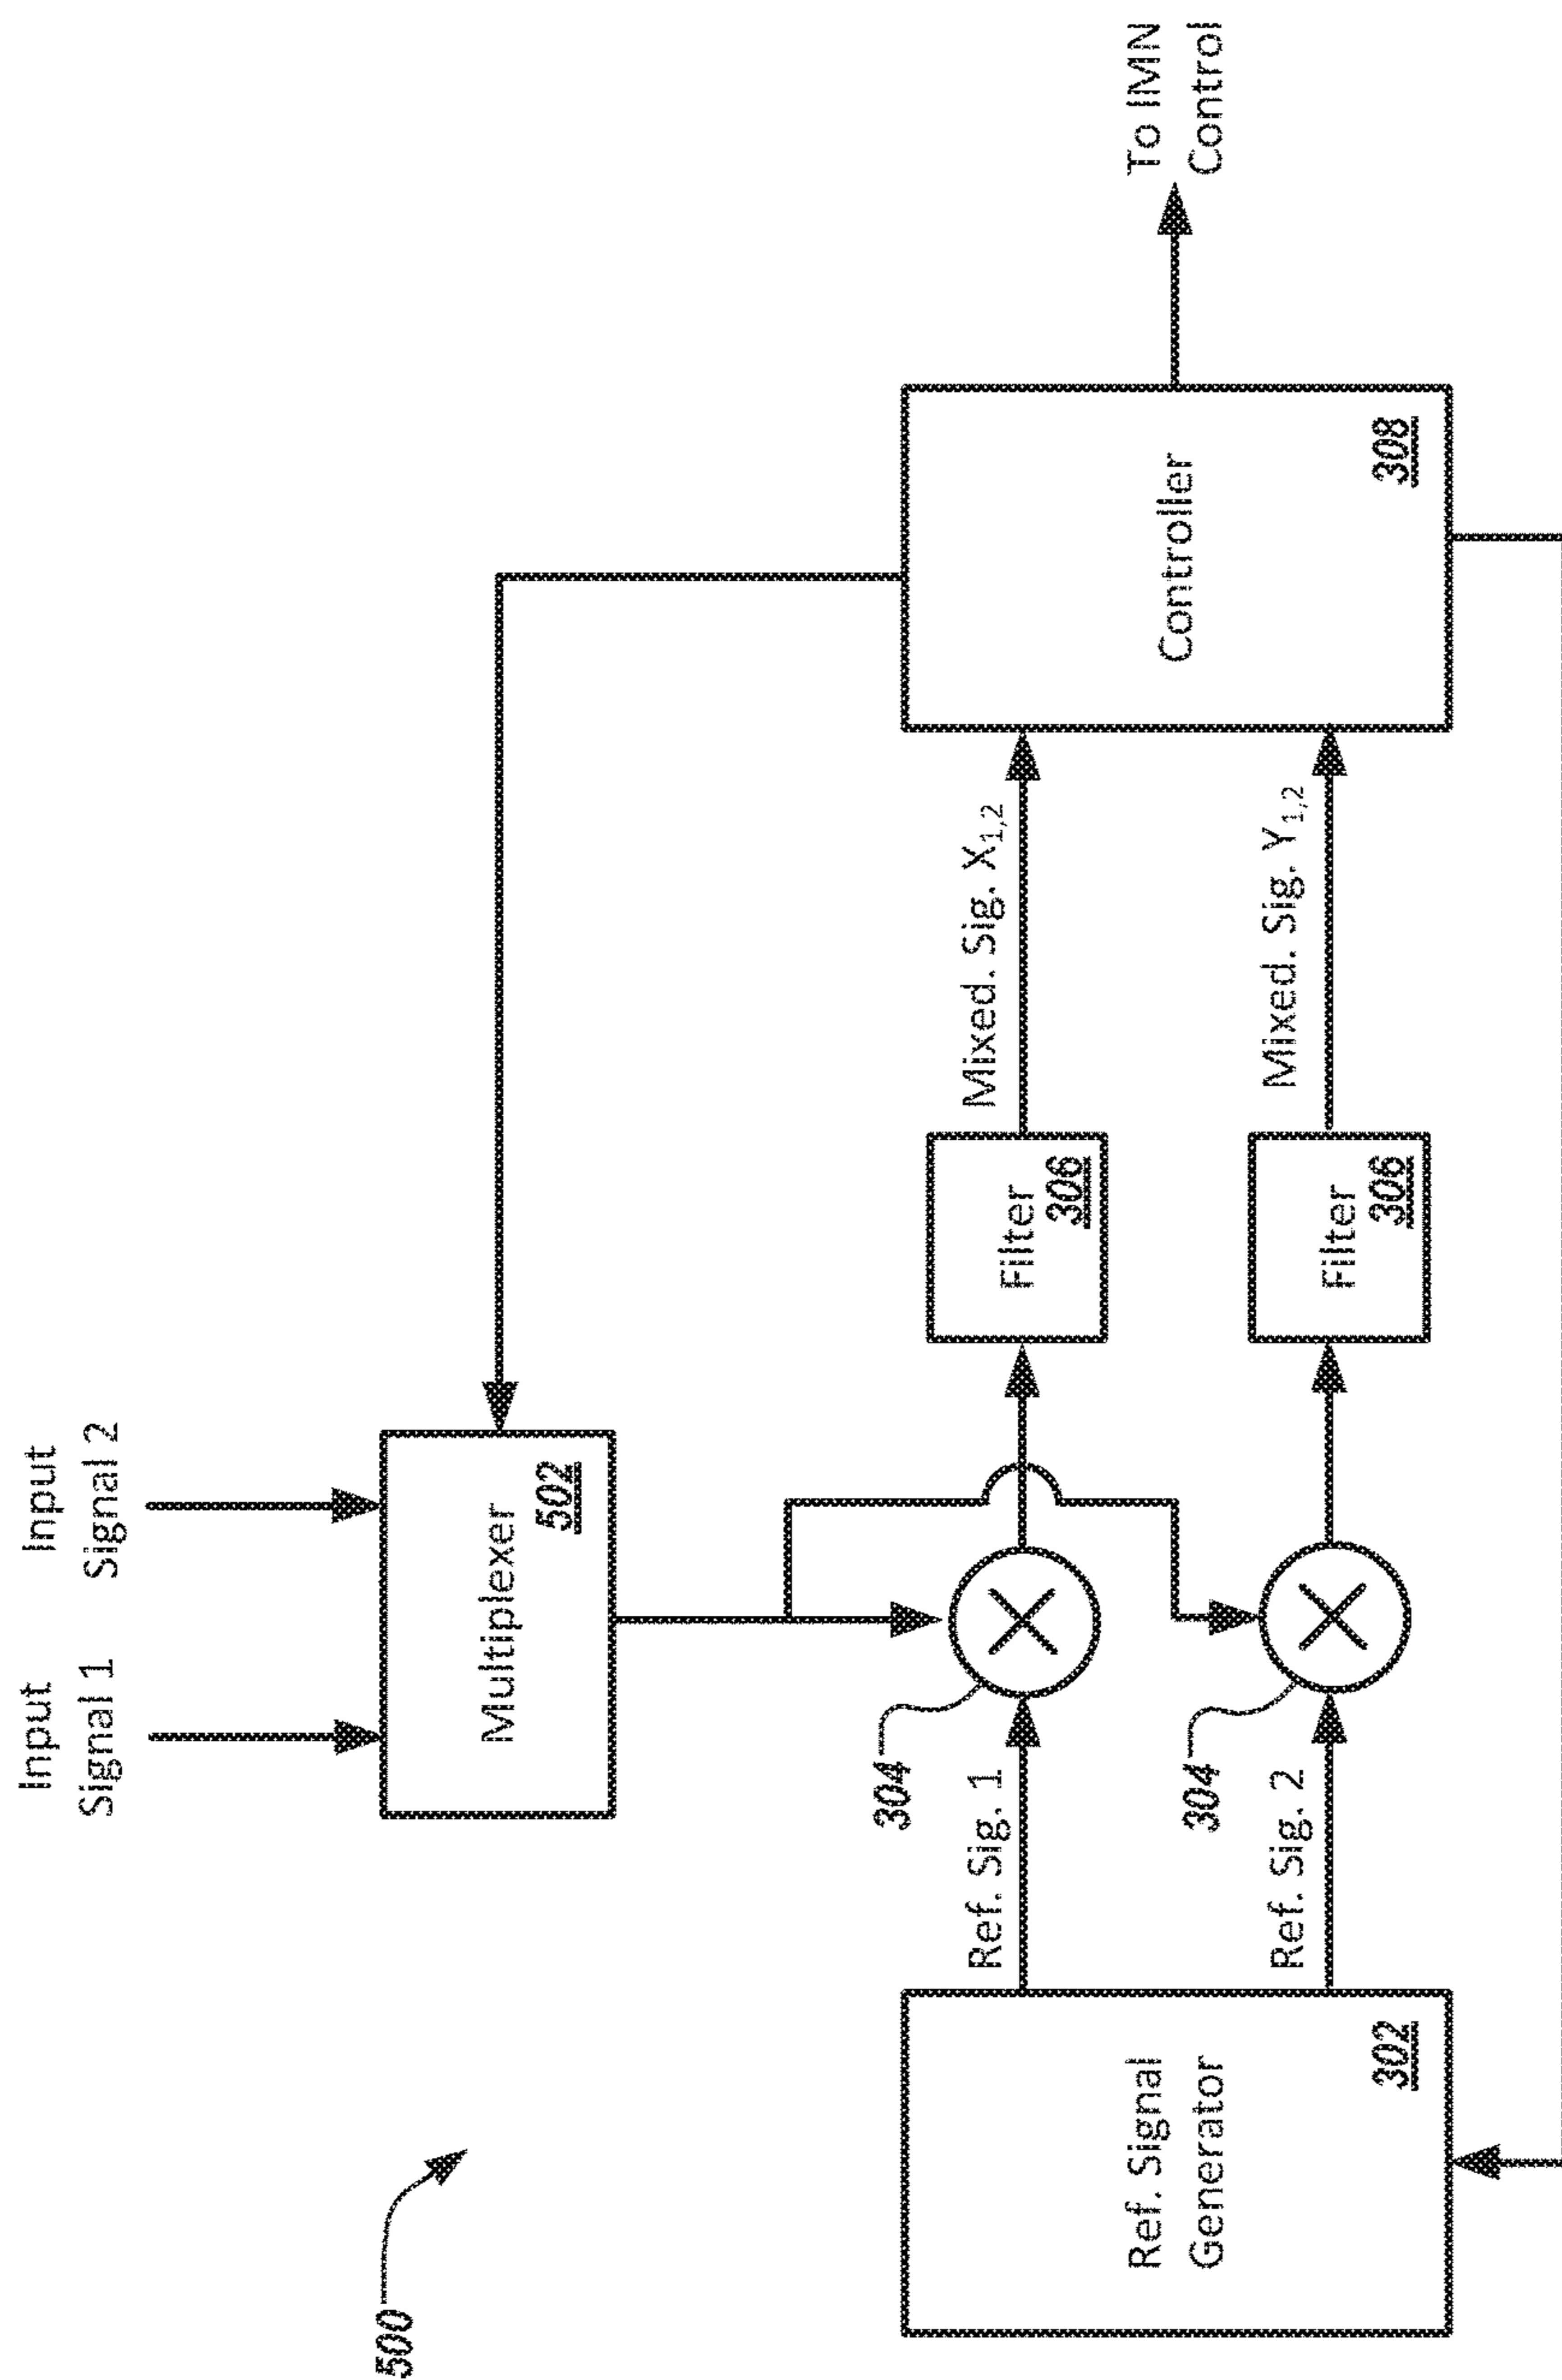 500
Input
Signal 1
Input
Signal 2
Multiplexer
502
Ref. Signal
Generator
302
Ref. Sig. 1
304
Filter
306
Mixed. Sig. X1,2
Ref. Sig. 2
304
Filter
306
Mixed. Sig. Y1,2
Controller
308
To IMN
Control